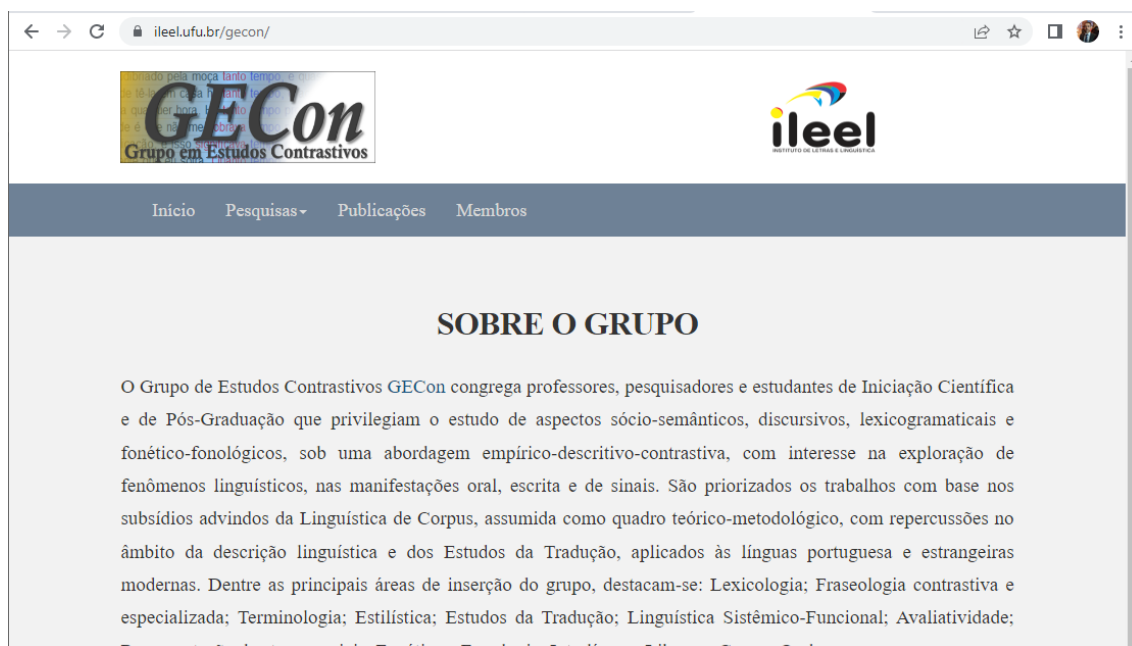 ileel.ufu.br/gecon/
GECon
Grupo em Estudos Contrastivos
ileel
INSTITUTO DE LETRAS E LINGUÍSTICA
Início Pesquisas Publicações Membros
SOBRE O GRUPO
O Grupo de Estudos Contrastivos GECon congrega professores, pesquisadores e estudantes de Iniciação Científica
e de Pós-Graduação que privilegiam o estudo de aspectos sócio-semânticos, discursivos, lexicogramaticais e
fonético-fonológicos, sob uma abordagem empírico-descritivo-contrastiva, com interesse na exploração de
fenômenos linguísticos, nas manifestações oral, escrita e de sinais. São priorizados os trabalhos com base nos
subsídios advindos da Linguística de Corpus, assumida como quadro teórico-metodológico, com repercussões no
âmbito da descrição linguística e dos Estudos da Tradução, aplicados às línguas portuguesa e estrangeiras
modernas. Dentre as principais áreas de inserção do grupo, destacam-se: Lexicologia; Fraseologia contrastiva e
especializada; Terminologia; Estilística; Estudos da Tradução; Linguística Sistêmico-Funcional; Avaliatividade;